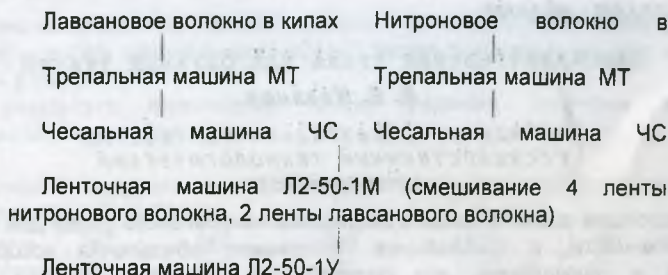 Лавсановое волокно в кипах Нитроновое волокно в
Трепальная машина МТ Трепальная машина МТ
Чесальная машина ЧС Чесальная машина ЧС
Ленточная машина Л2-50-1М (смешивание 4 ленты
нитронового волокна, 2 ленты лавсанового волокна)
Ленточная машина Л2-50-1У